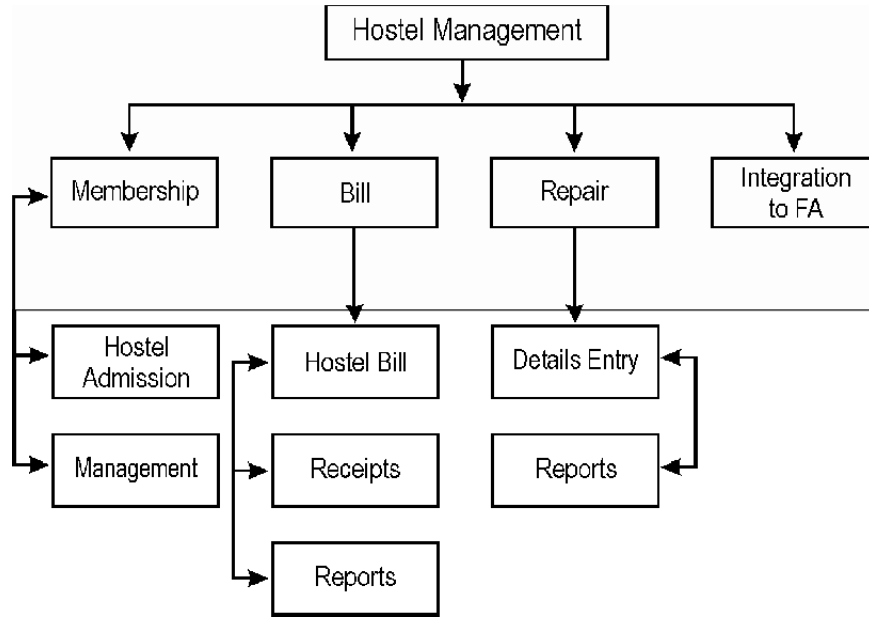 Hostel Management
Membership
Bill
Repair
Integration
to FA
Hostel
Admission
Hostel Bill
Details Entry
Management
Receipts
Reports
Reports